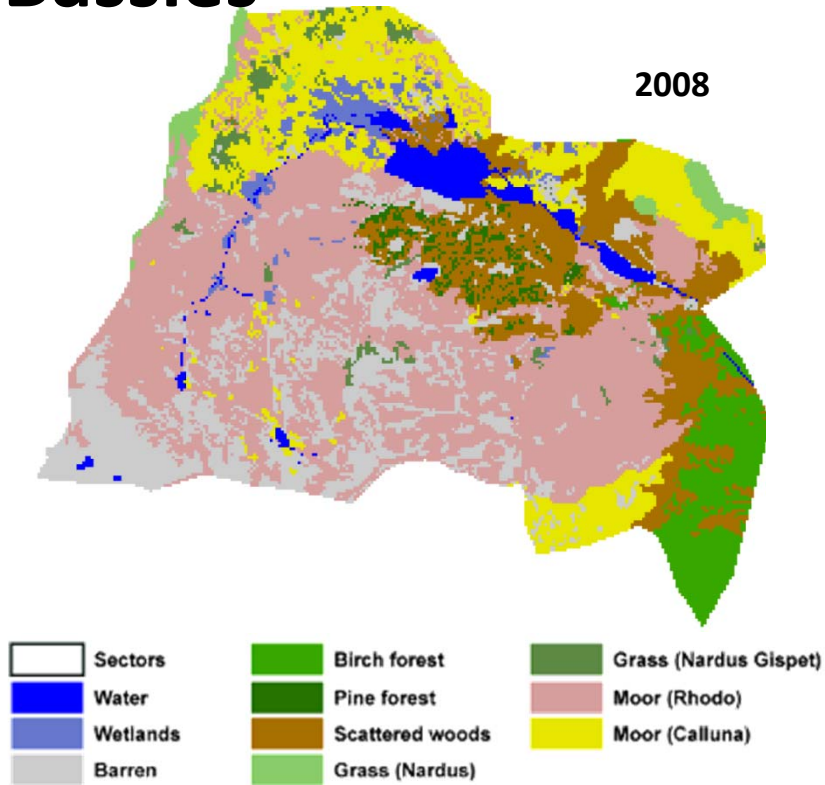 Bassiès
2008
Sectors
Water
Wetlands
Barren
Birch forest
Pine forest
Scattered woods
Grass (Nardus)
Grass (Nardus Gispet)
Moor (Rhodo)
Moor (Calluna)